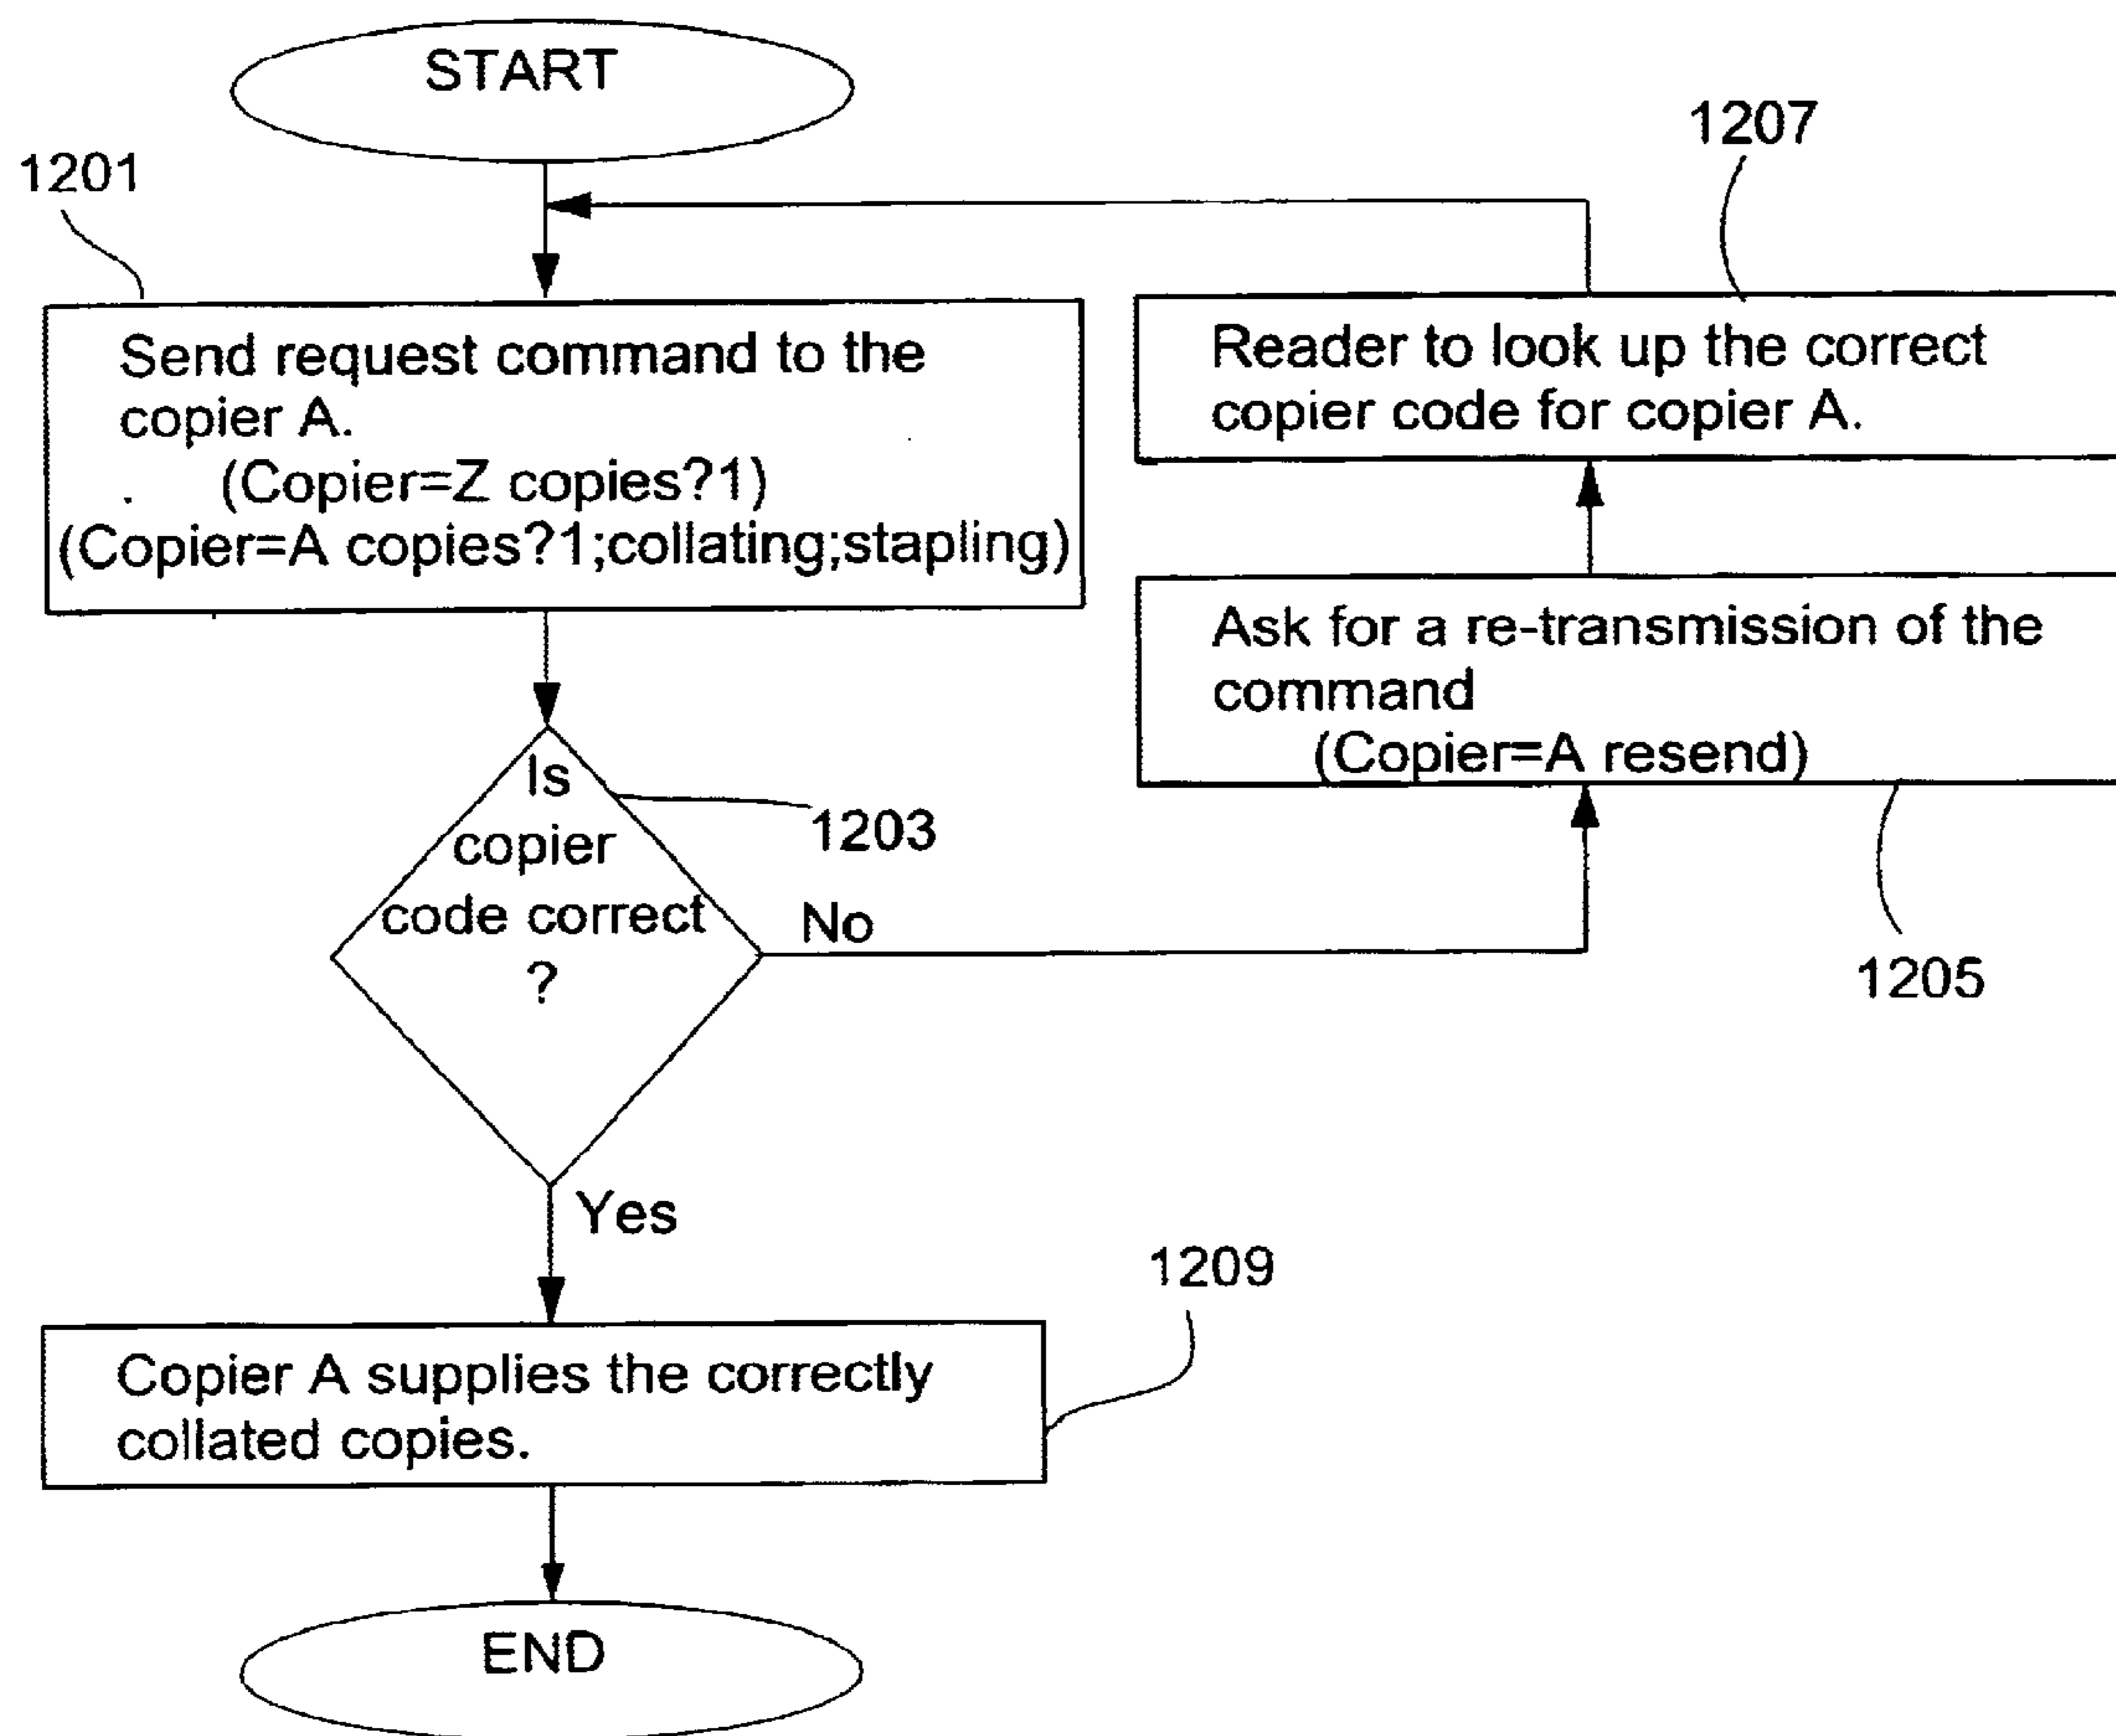 START
1201
1207
Send request command to the
copier A.
(Copier=Z copies?1)
(Copier=A copies?1;collating;stapling)
Reader to look up the correct
copier code for copier A.
Ask for a re-transmission of the
command
(Copier=A resend)
1205
Is
copier
code correct
?
1203
No
Yes
1209
Copier A supplies the correctly
collated copies.
END